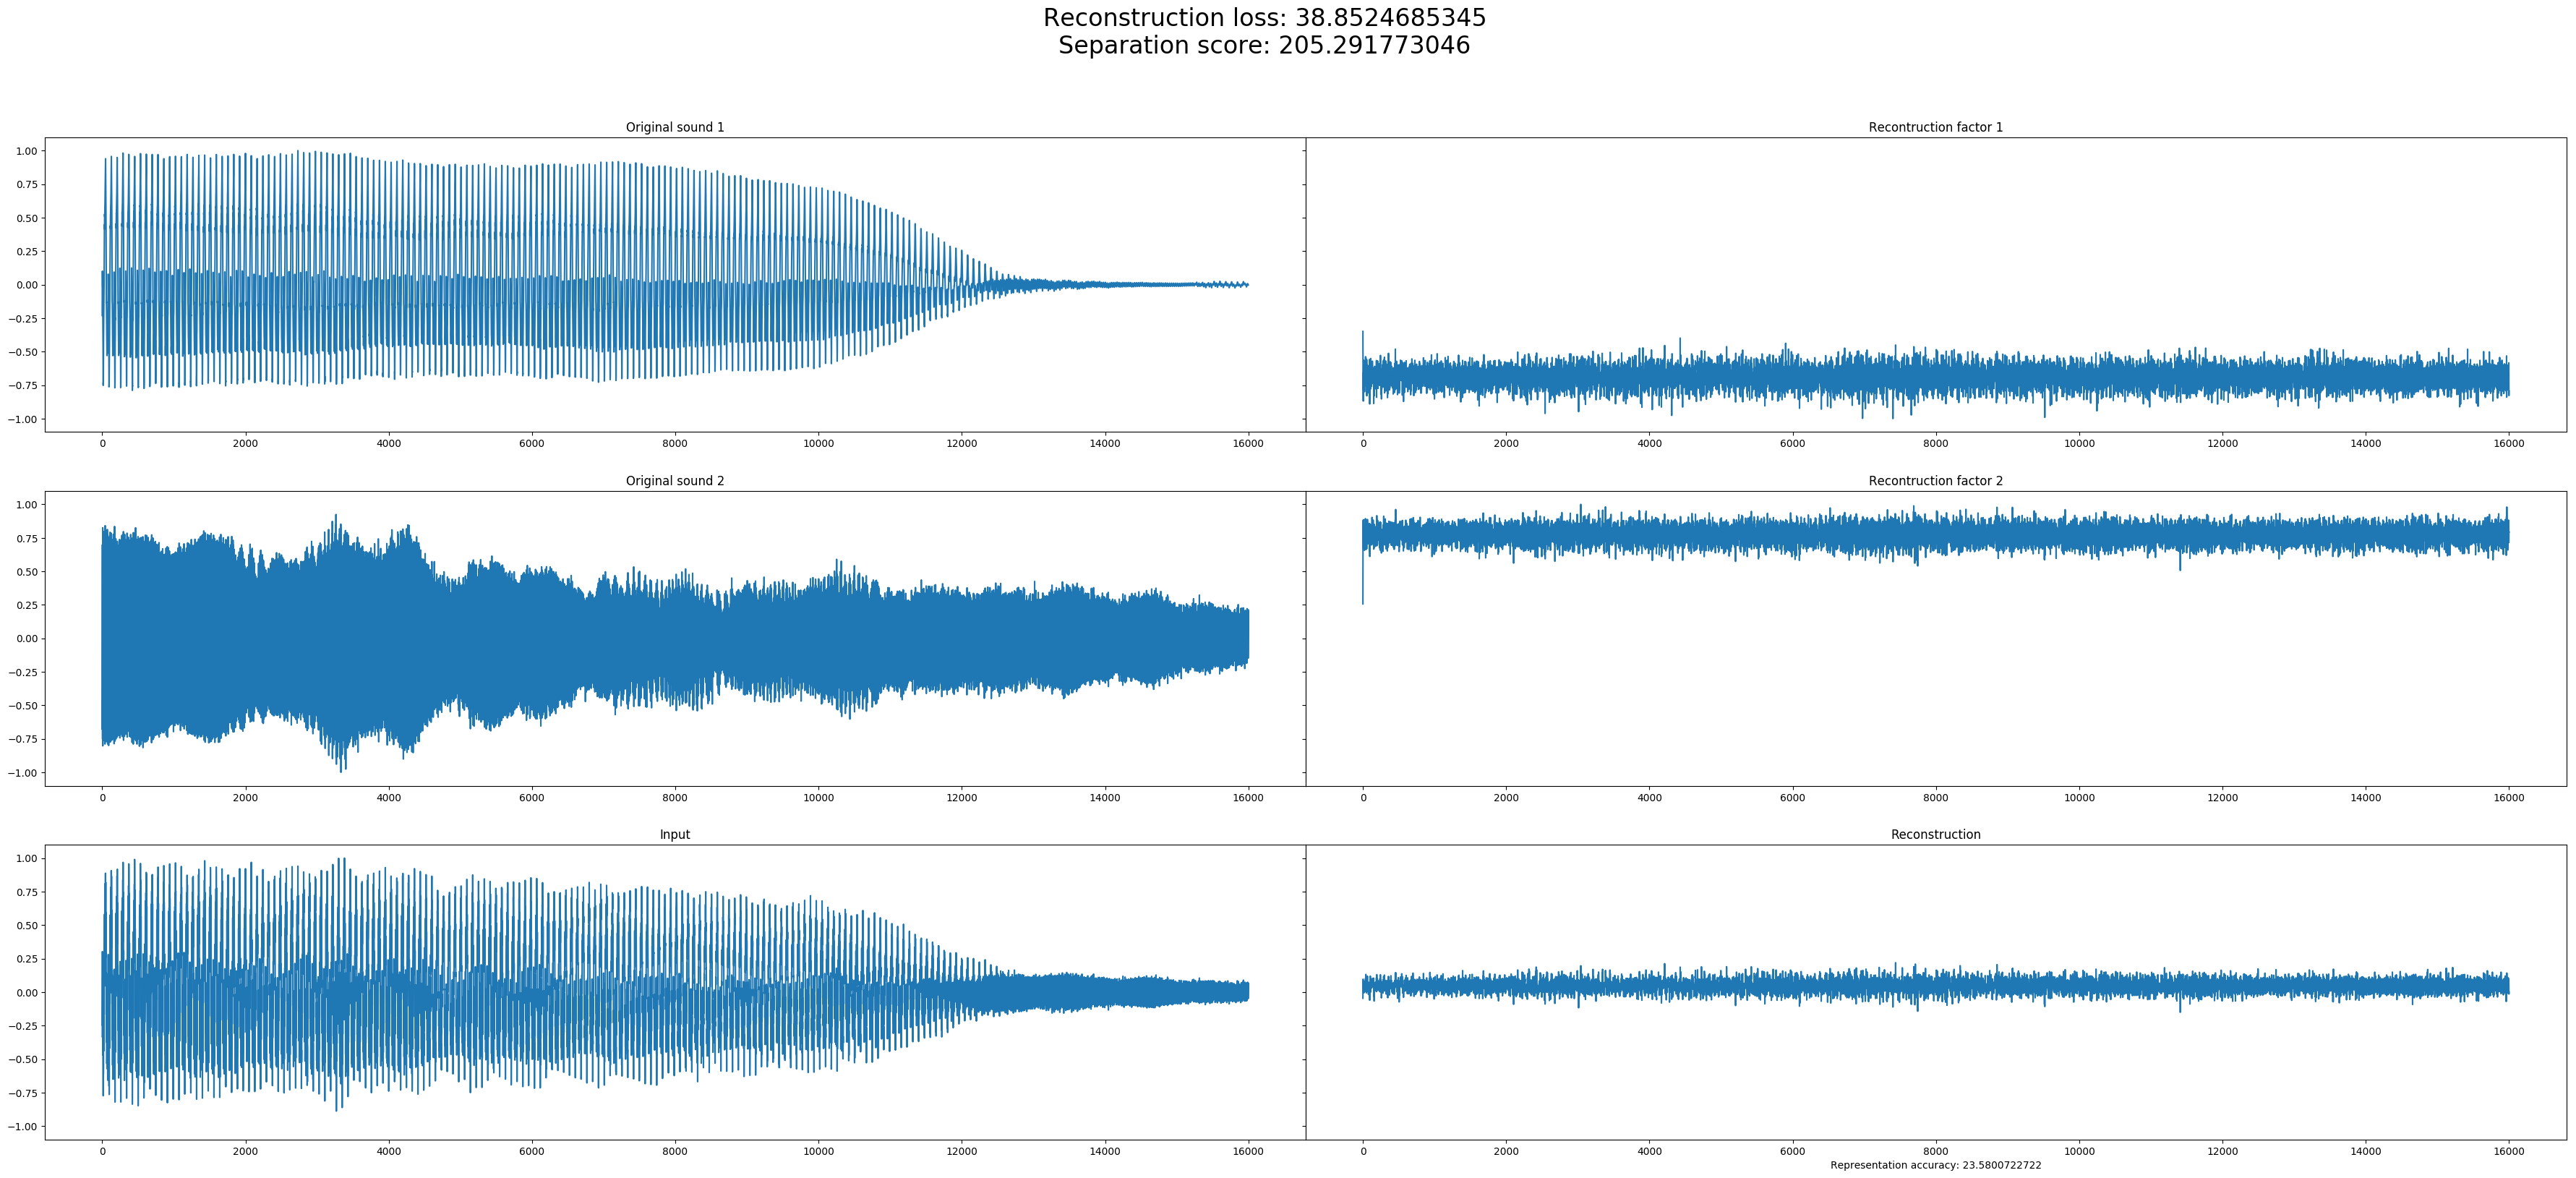 Reconstruction loss: 38.8524685345
Separation score: 205.291773046
Original sound 1
Recontruction factor 1
1.00
0.75
0.50
0.25
0.00
−0.25
−0.50
−0.75
−1.00
0 2000 4000 6000 8000 10000 12000 14000 16000
0 2000 4000 6000 8000 10000 12000 14000 16000
Original sound 2
Recontruction factor 2
1.00
0.75
0.50
0.25
0.00
−0.25
−0.50
−0.75
−1.00
0 2000 4000 6000 8000 10000 12000 14000 16000
0 2000 4000 6000 8000 10000 12000 14000 16000
Input
Reconstruction
1.00
0.75
0.50
0.25
0.00
−0.25
−0.50
−0.75
−1.00
0 2000 4000 6000 8000 10000 12000 14000 16000
0 2000 4000 6000 8000 10000 12000 14000 16000
Representation accuracy: 23.5800722722